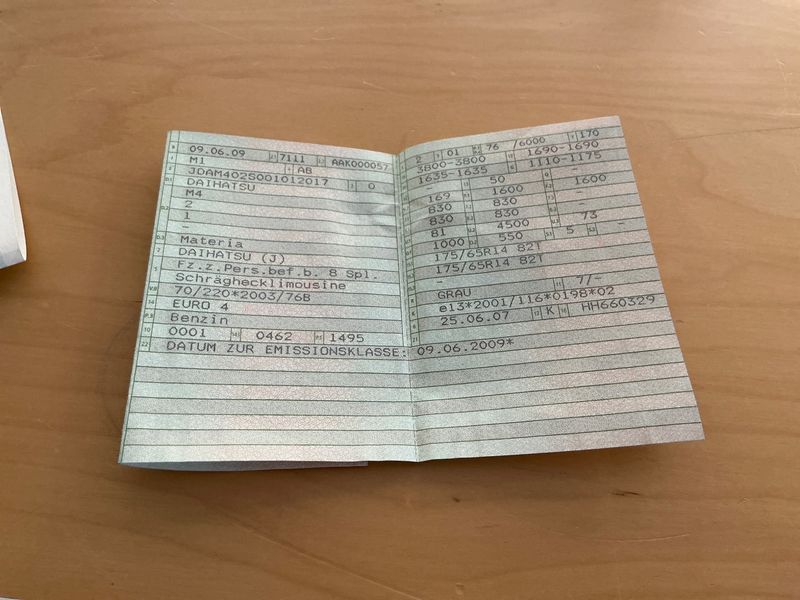 09.06.09 7111 AAK000057
M1 AB
JDAM402S001012017 0
DAIHATSU
M4
2
1
-
Materia
DAIHATSU (J)
Fz.z.Pers.bef.b. 8 Spl.
Schräghecklimousine
70/220*2003/76B
EURO 4
Benzin
0001 0462 1495
DATUM ZUR EMISSIONSKLASSE: 09.06.2009*
2 01 76 /6000 170
3800-3800 1690-1690
1635-1635 1110-1175
- 50 -
169 1600 1600
830 830 -
830 830 -
81 4500 73
1000 550 5 -
175/65R14 82T
175/65R14 82T
-
GRAU 77-
e13*2001/116*0198*02
25.06.07 K HH660329